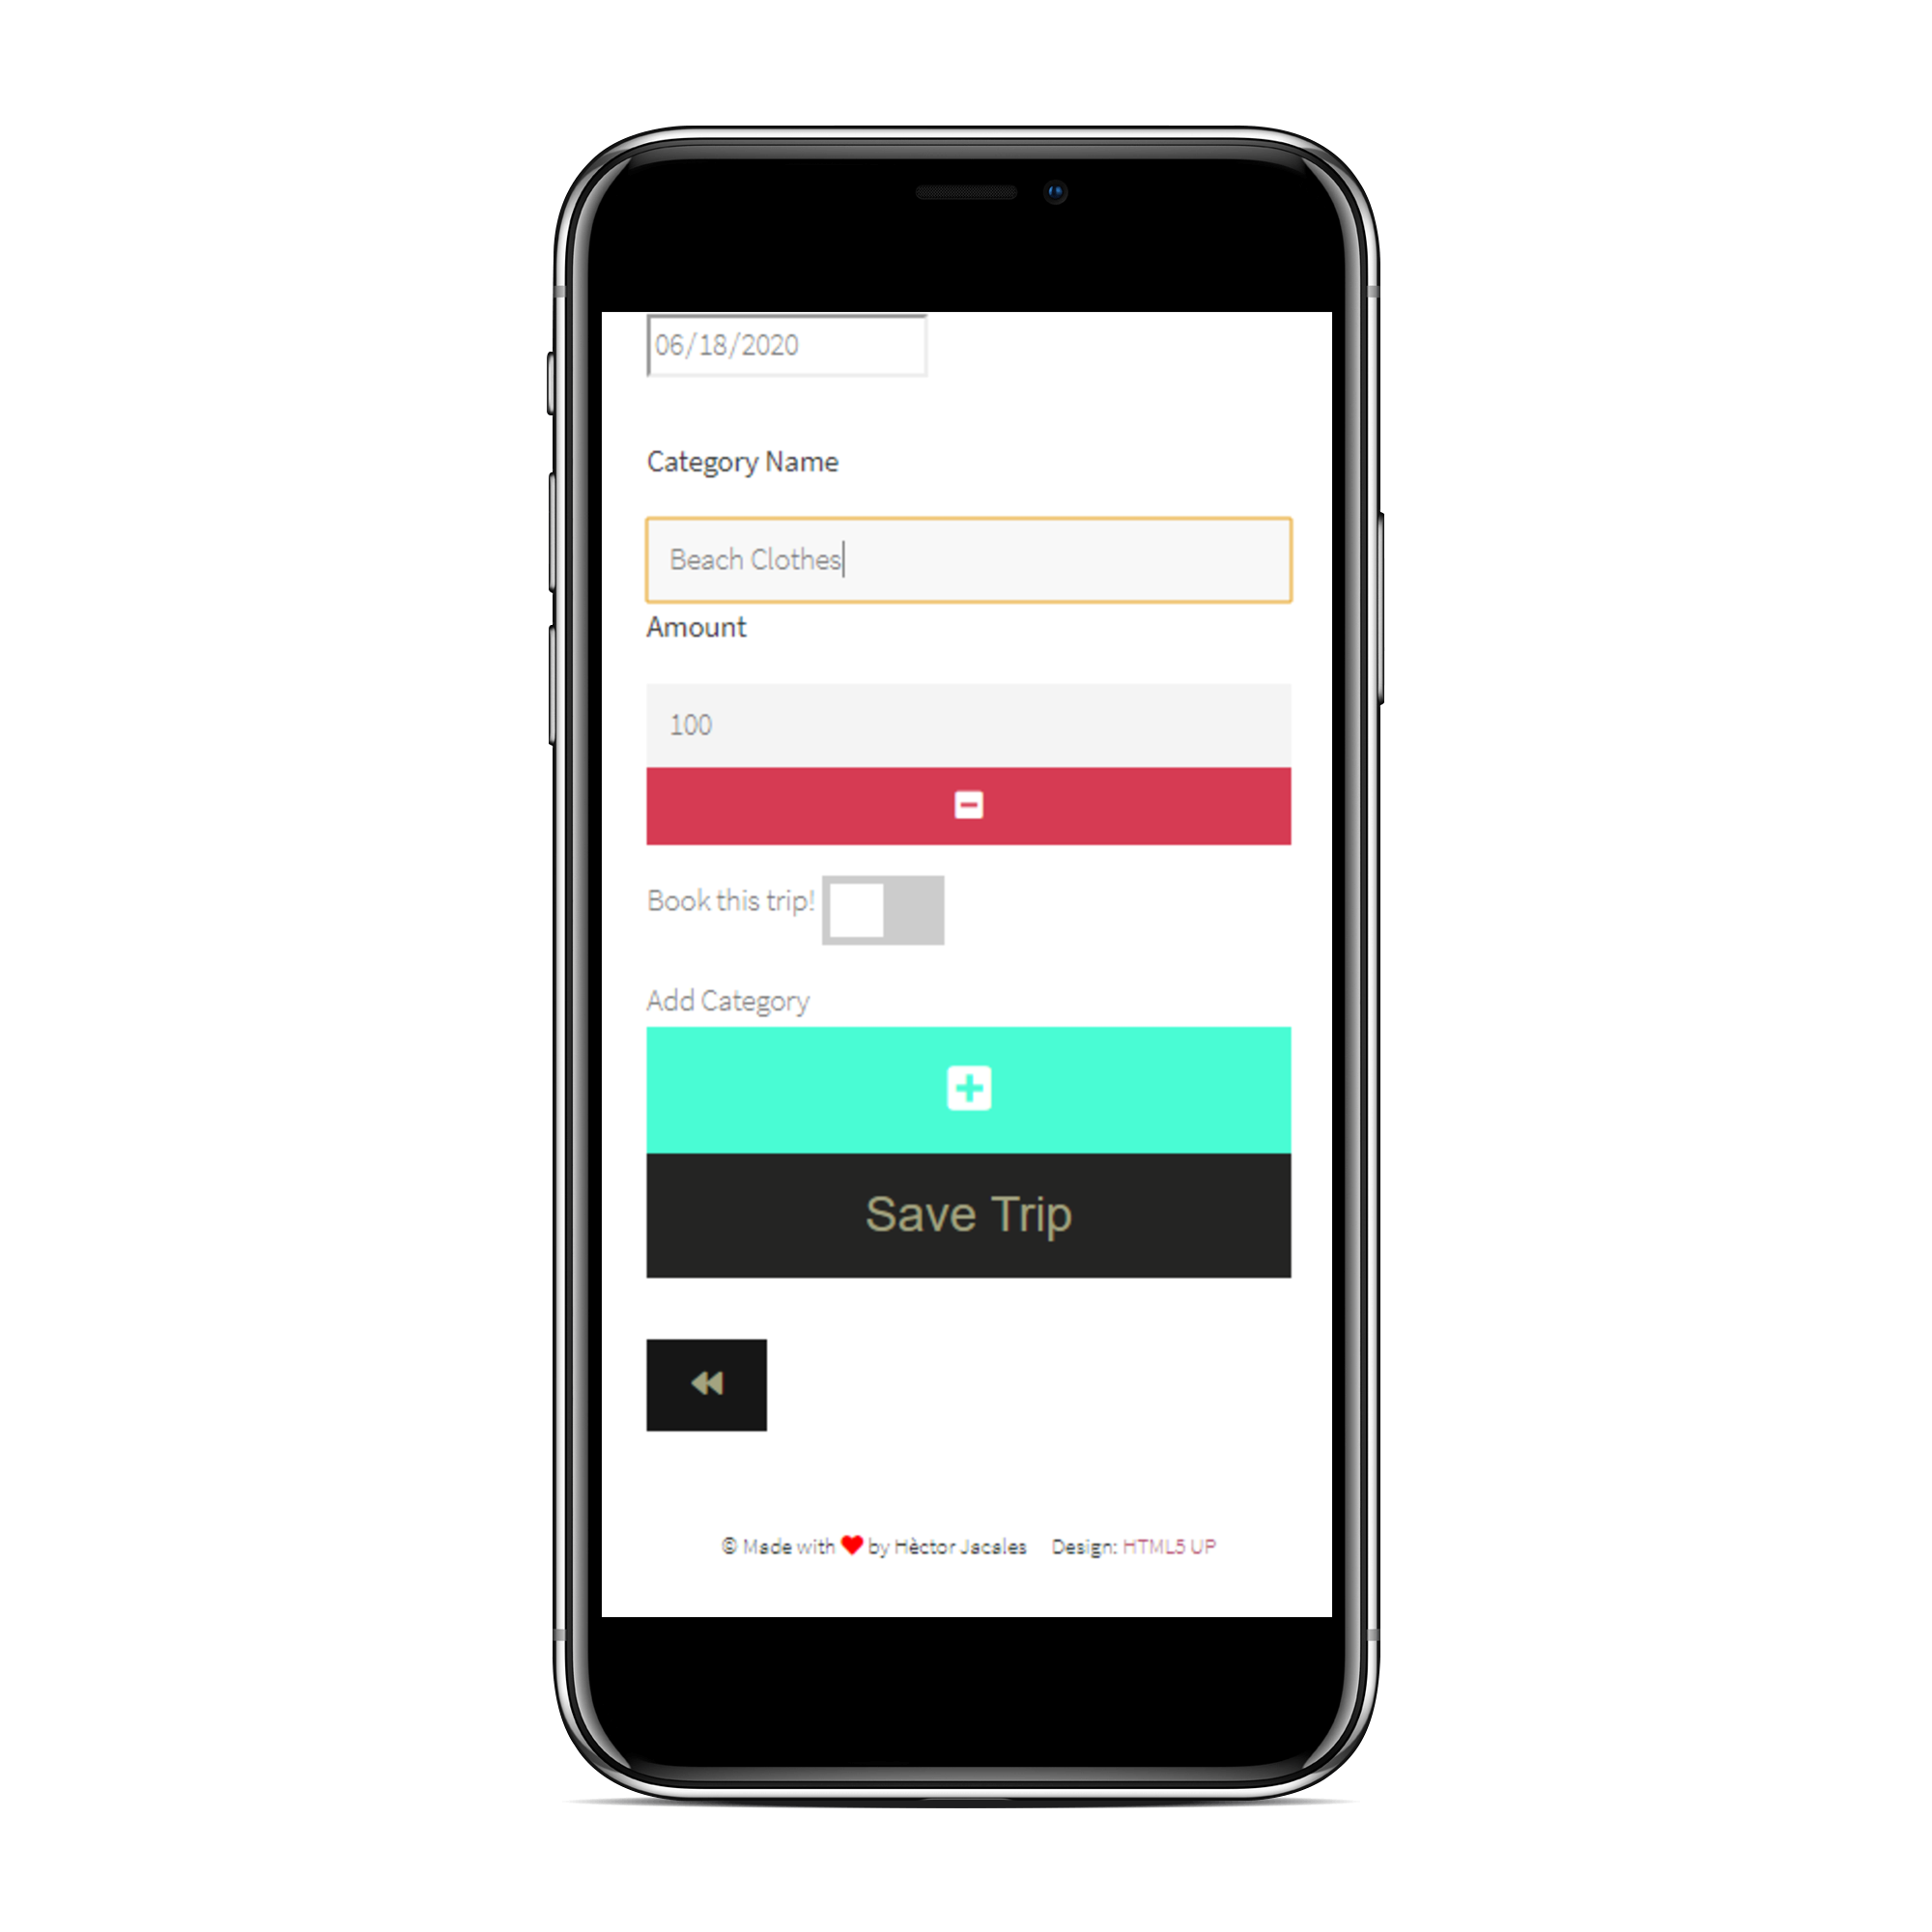 06/18/2020
Category Name
Beach Clothes
Amount
100
Book this trip!
Add Category
Save Trip
© Made with ❤ by Hèctor Jacales Design: HTML5 UP